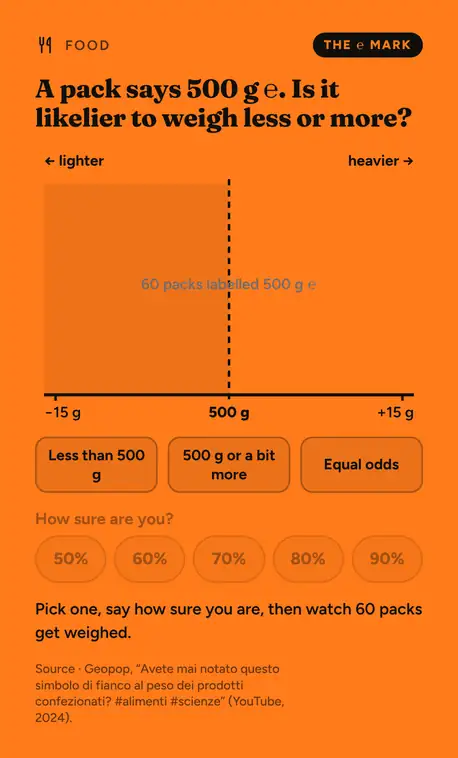 FOOD
THE ℮ MARK
A pack says 500 g ℮. Is it
likelier to weigh less or more?
← lighter
heavier →
60 packs labelled 500 g ℮
−15 g
500 g
+15 g
Less than 500
g
500 g or a bit
more
Equal odds
How sure are you?
50%
60%
70%
80%
90%
Pick one, say how sure you are, then watch 60 packs
get weighed.
Source · Geopop, “Avete mai notato questo
simbolo di fianco al peso dei prodotti
confezionati? #alimenti #scienze” (YouTube,
2024).